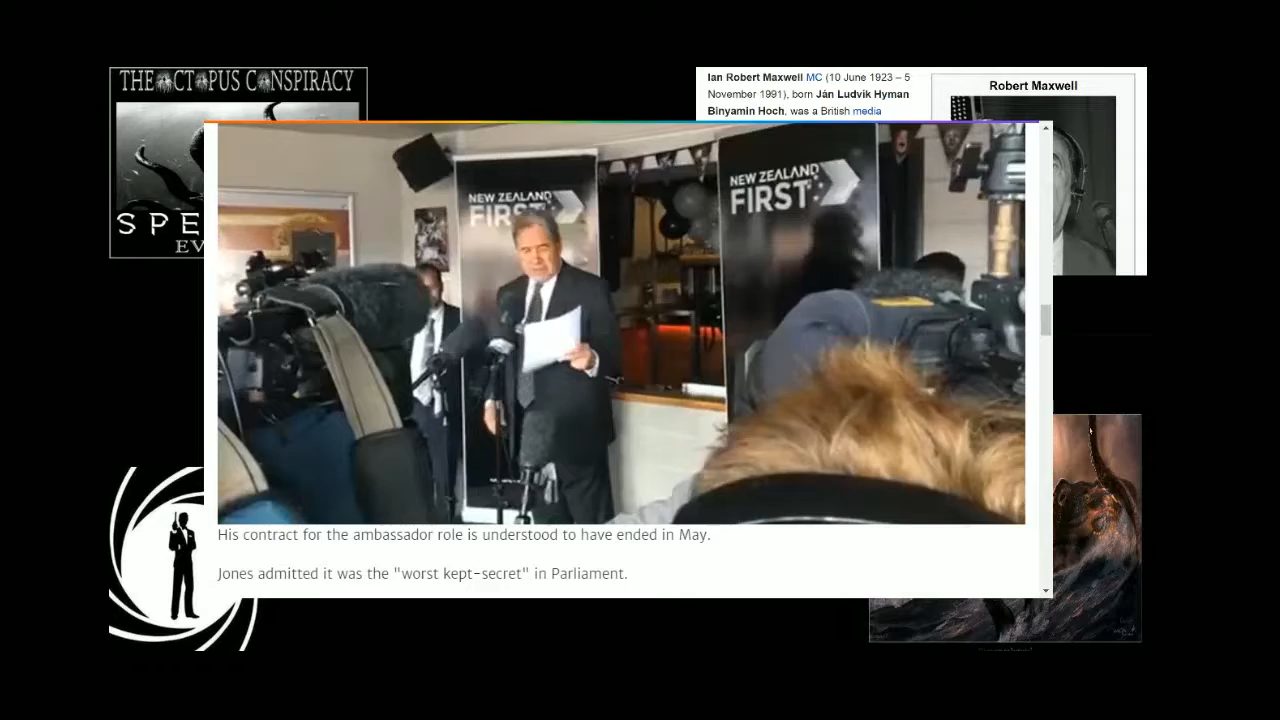 THE OCTOPUS CONSPIRACY
SPE
EV
Ian Robert Maxwell MC (10 June 1923 – 5
November 1991), born Ján Ludvík Hyman
Binyamin Hoch, was a British media
Robert Maxwell
NEW ZEALAND
FIRST
NEW ZEALAND
FIRST
His contract for the ambassador role is understood to have ended in May.
Jones admitted it was the "worst kept-secret" in Parliament.